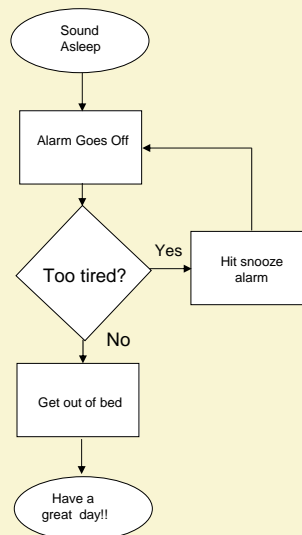 Sound
Asleep
Alarm Goes Off
Too tired?
Yes
Hit snooze
alarm
No
Get out of bed
Have a
great day!!